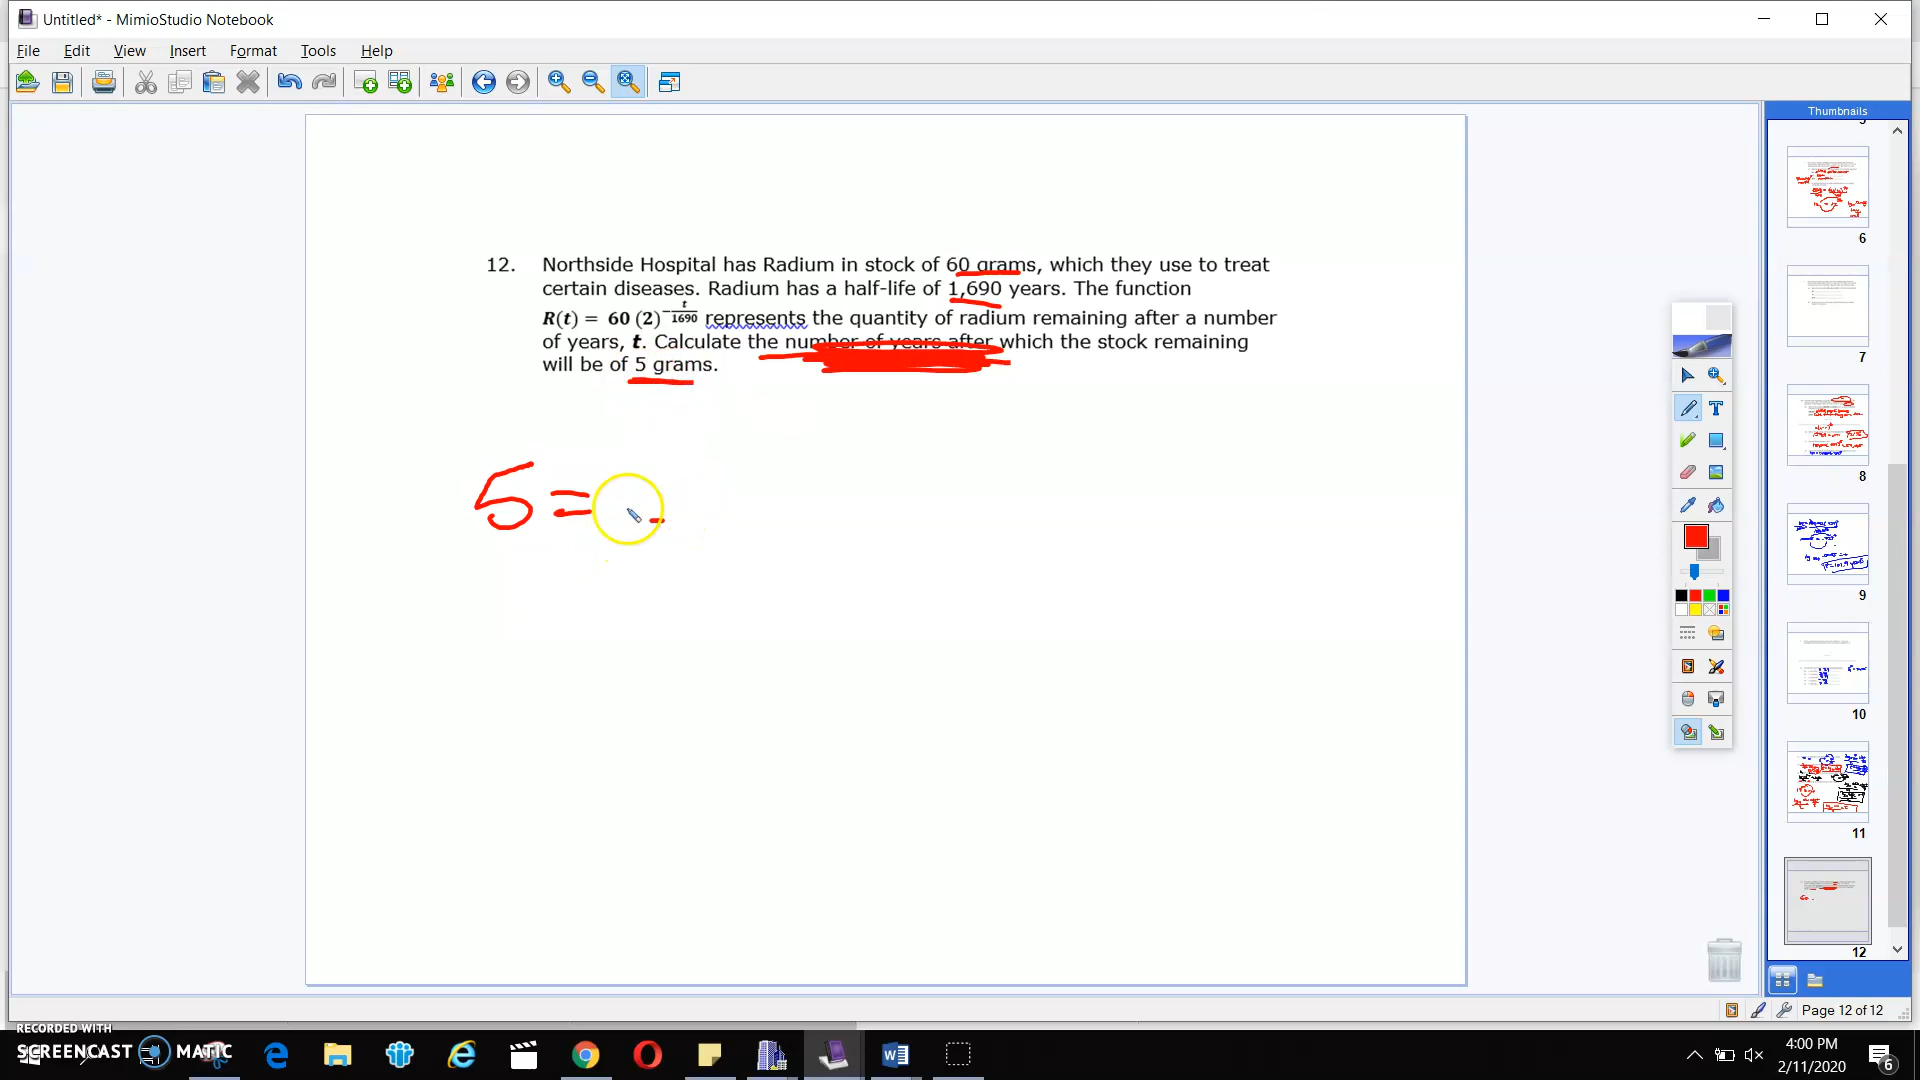 Untitled* - MimioStudio Notebook
File Edit View Insert Format Tools Help
Thumbnails
12. Northside Hospital has Radium in stock of 60 grams, which they use to treat
certain diseases. Radium has a half-life of 1,690 years. The function
R(t) = 60 (2)^-t/1690 represents the quantity of radium remaining after a number
of years, t. Calculate the number of years after which the stock remaining
will be of 5 grams.
5 =
6
7
8
9
10
11
12
Page 12 of 12
RECORDED WITH
SCREENCAST MATIC
4:00 PM
2/11/2020
6